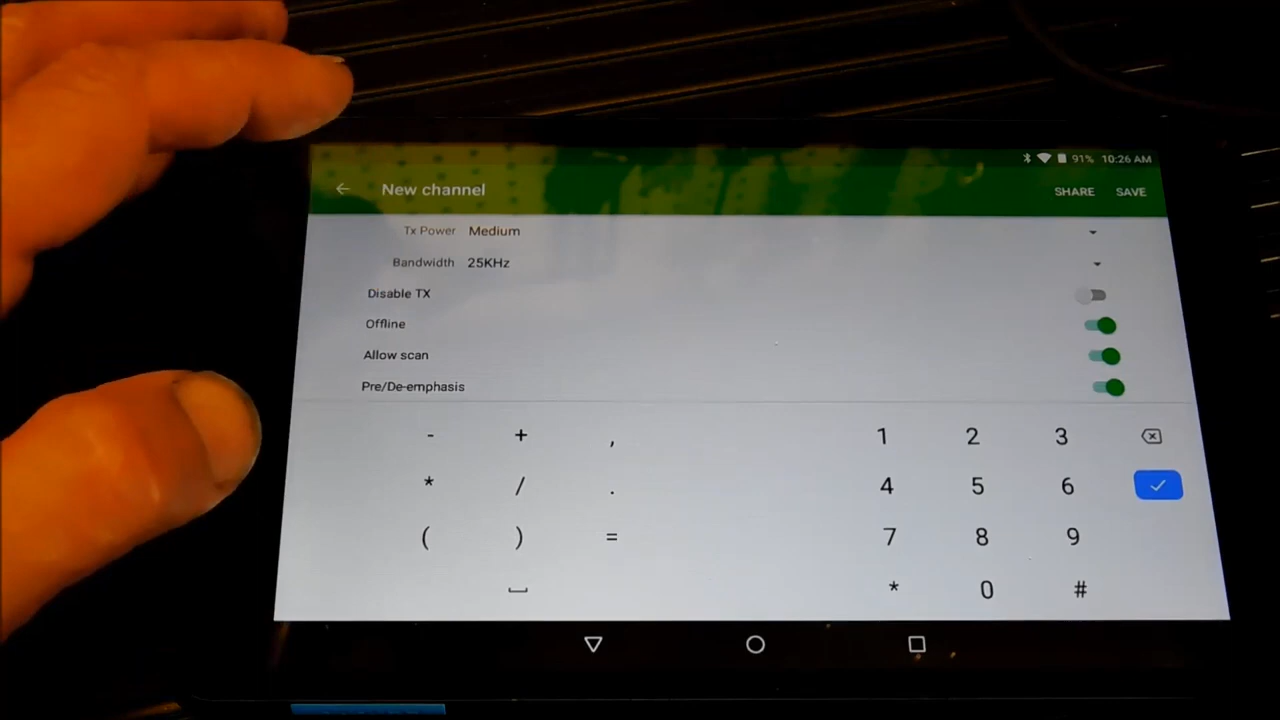 91% 10:26 AM
New channel SHARE SAVE
Tx Power Medium
Bandwidth 25KHz
Disable TX
Offline
Allow scan
Pre/De-emphasis
- + , 1 2 3
* / . 4 5 6
( ) = 7 8 9
* 0 #